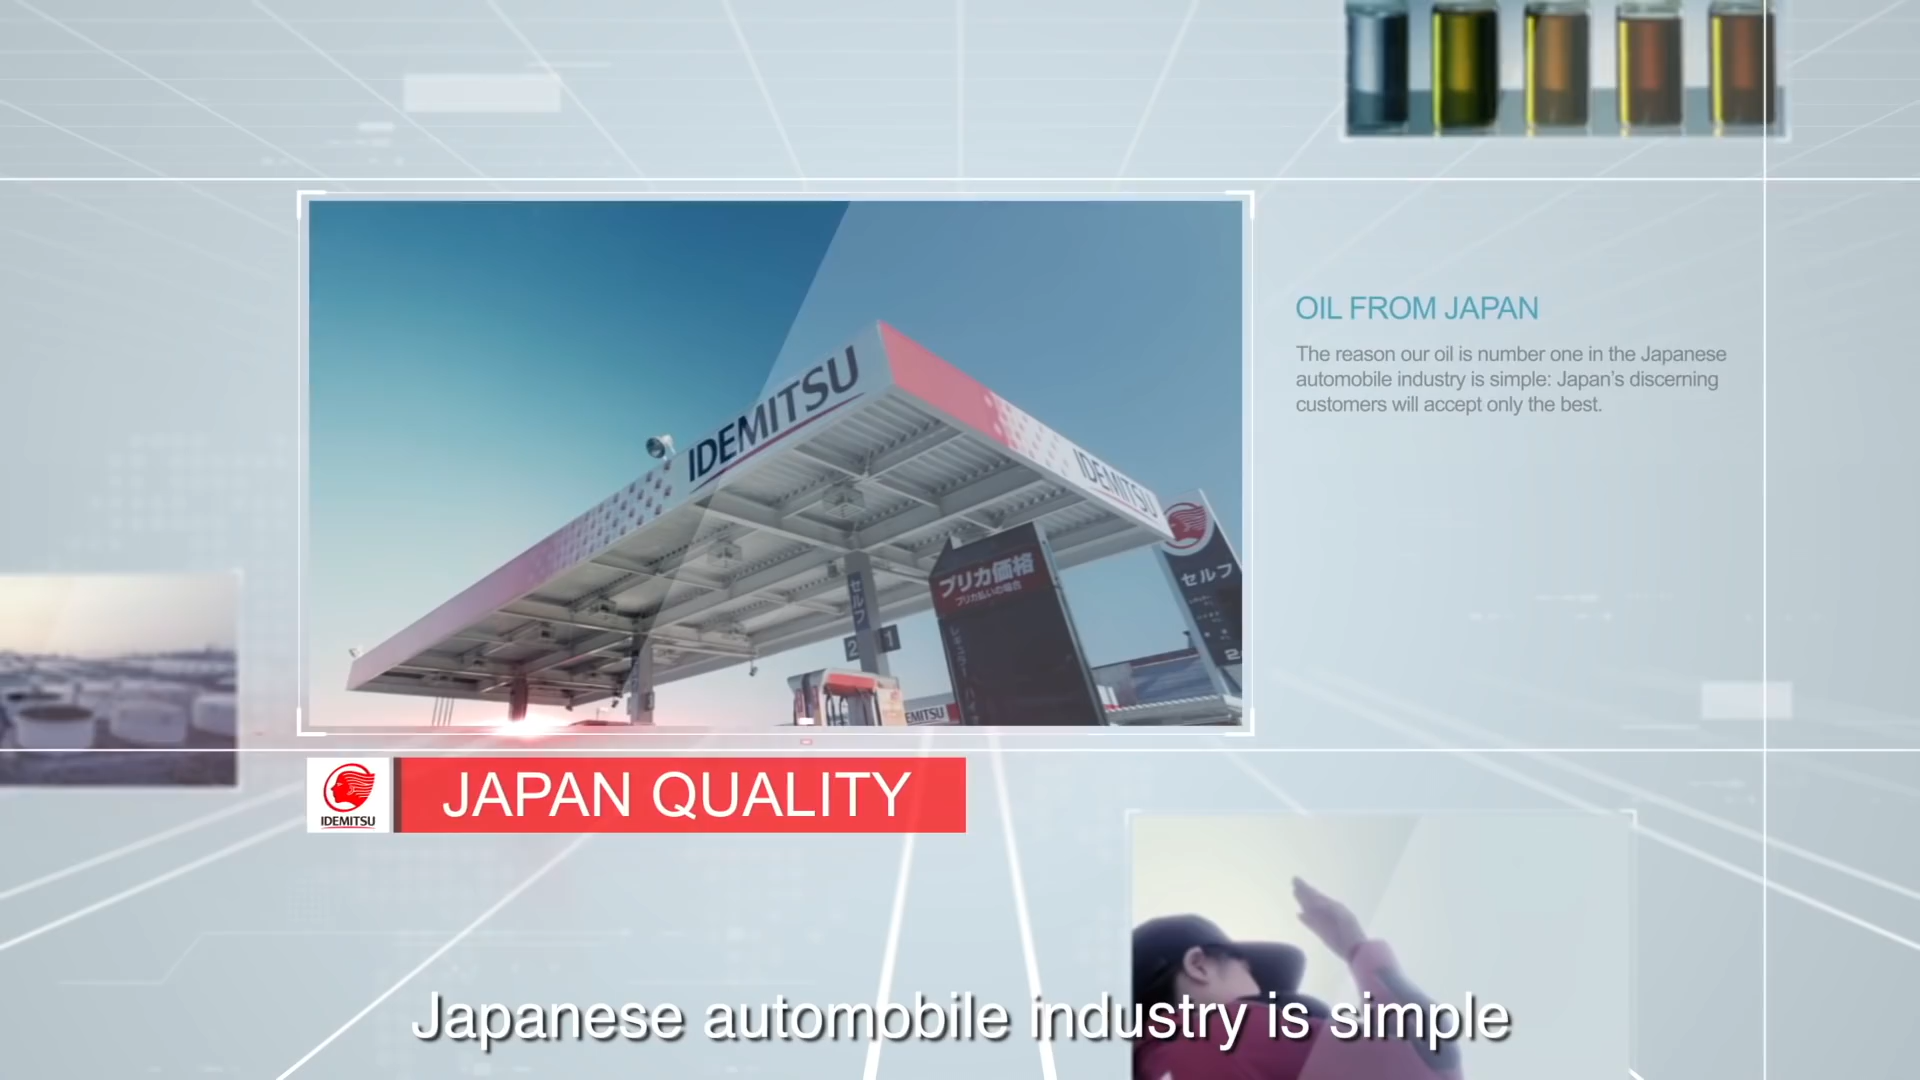 OIL FROM JAPAN
The reason our oil is number one in the Japanese
automobile industry is simple: Japan's discerning
customers will accept only the best.
IDEMITSU
IDEMITSU
プリカ価格
プリカ払いの場合
セルフ
セルフ
2
1
2
EMITSU
IDEMITSU
JAPAN QUALITY
Japanese automobile industry is simple